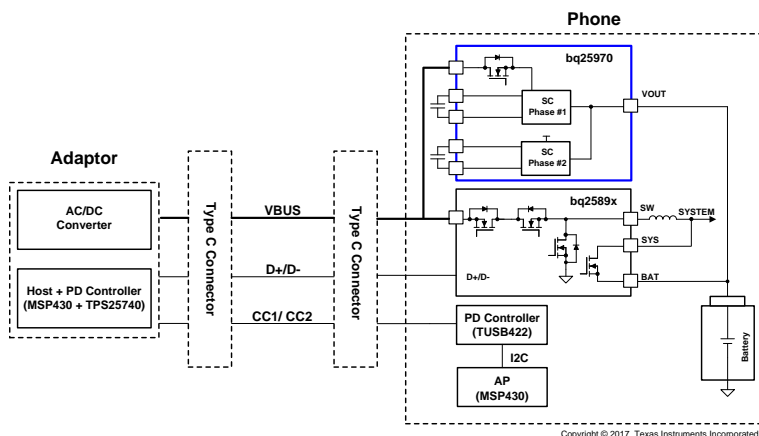 Phone
bq25970
SC
Phase #1
VOUT
SC
Phase #2
Adaptor
AC/DC
Converter
Host + PD Controller
(MSP430 + TPS25740)
Type C Connector
VBUS
D+/D-
CC1/ CC2
Type C Connector
bq2589x
SW
SYSTEM
SYS
D+/D-
BAT
PD Controller
(TUSB422)
I2C
AP
(MSP430)
Battery
Copyright © 2017, Texas Instruments Incorporated